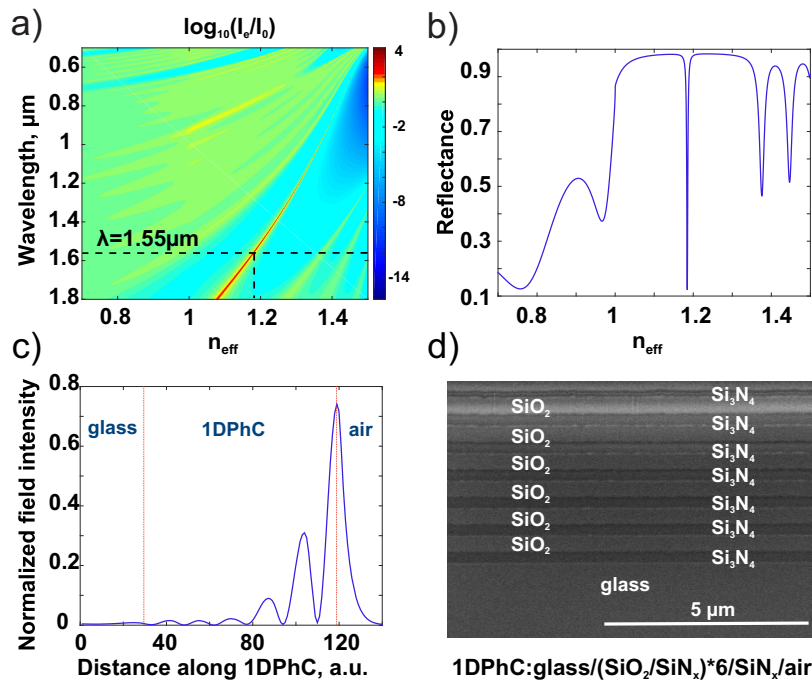 a)
log₁₀(Iₑ/I₀)
0.6
0.8
1
1.2
1.4
1.6
1.8
Wavelength, µm
λ=1.55µm
0.8 1 1.2 1.4
n_eff
4
-2
-8
-14
b)
0.9
0.7
0.5
0.3
0.1
Reflectance
0.8 1 1.2 1.4
n_eff
c)
0.8
0.6
0.4
0.2
0
Normalized field intensity
glass 1DPhC air
0 40 80 120
Distance along 1DPhC, a.u.
d)
Si₃N₄
SiO₂
Si₃N₄
SiO₂
Si₃N₄
SiO₂
Si₃N₄
SiO₂
Si₃N₄
SiO₂
Si₃N₄
SiO₂
Si₃N₄
glass
5 µm
1DPhC:glass/(SiO₂/SiNₓ)*6/SiNₓ/air